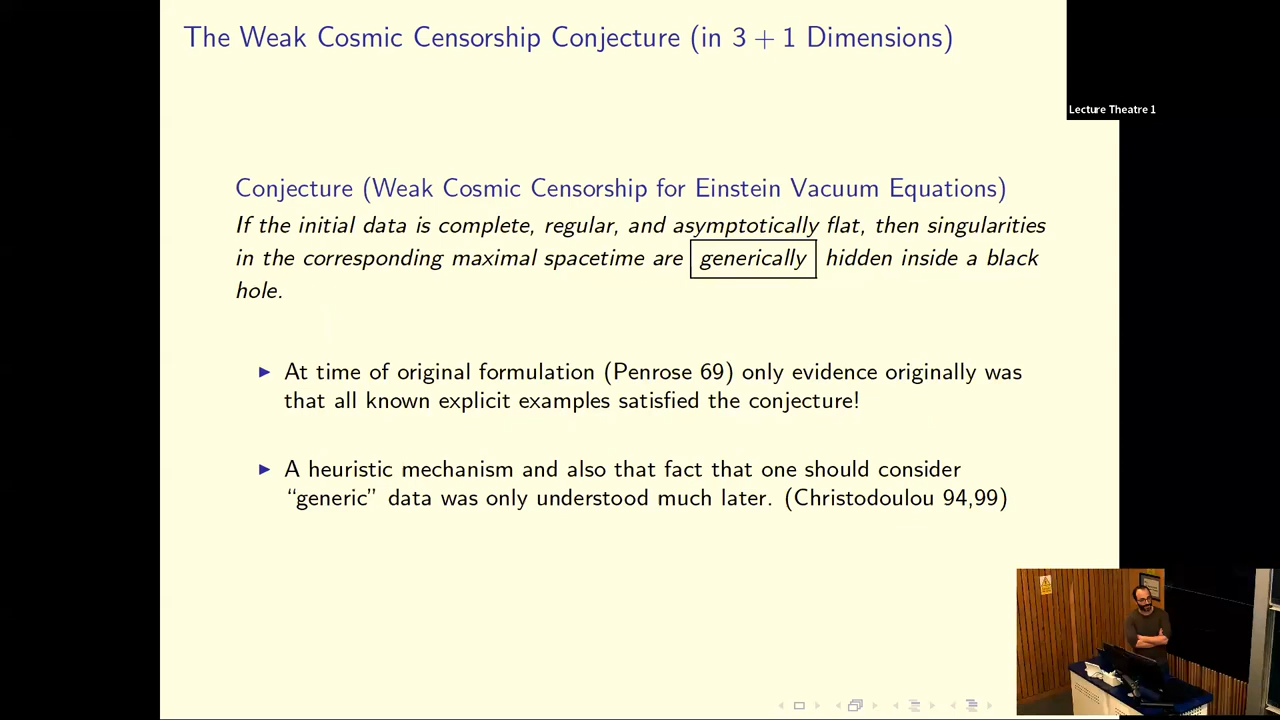 The Weak Cosmic Censorship Conjecture (in 3 + 1 Dimensions)
Lecture Theatre 1
Conjecture (Weak Cosmic Censorship for Einstein Vacuum Equations)
If the initial data is complete, regular, and asymptotically flat, then singularities
in the corresponding maximal spacetime are generically hidden inside a black
hole.
▶ At time of original formulation (Penrose 69) only evidence originally was
that all known explicit examples satisfied the conjecture!
▶ A heuristic mechanism and also that fact that one should consider
“generic” data was only understood much later. (Christodoulou 94,99)